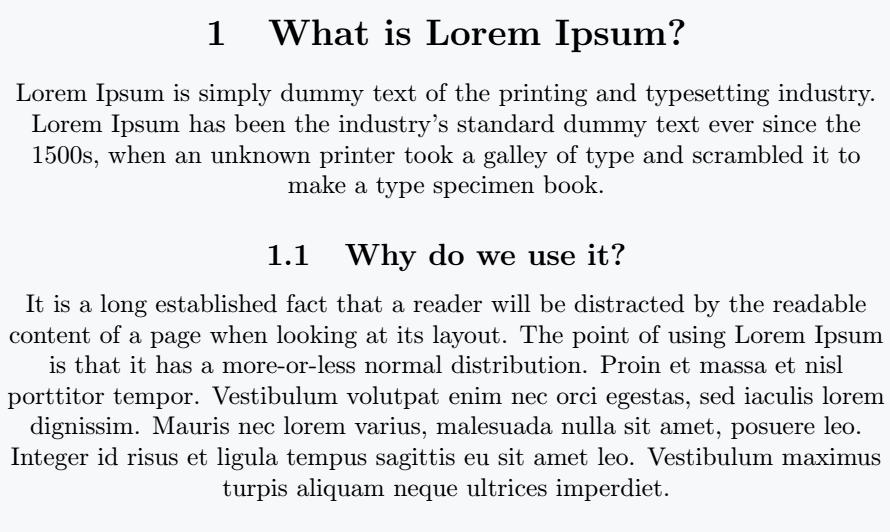 1 What is Lorem Ipsum?
Lorem Ipsum is simply dummy text of the printing and typesetting industry.
Lorem Ipsum has been the industry's standard dummy text ever since the
1500s, when an unknown printer took a galley of type and scrambled it to
make a type specimen book.
1.1 Why do we use it?
It is a long established fact that a reader will be distracted by the readable
content of a page when looking at its layout. The point of using Lorem Ipsum
is that it has a more-or-less normal distribution. Proin et massa et nisl
porttitor tempor. Vestibulum volutpat enim nec orci egestas, sed iaculis lorem
dignissim. Mauris nec lorem varius, malesuada nulla sit amet, posuere leo.
Integer id risus et ligula tempus sagittis eu sit amet leo. Vestibulum maximus
turpis aliquam neque ultrices imperdiet.